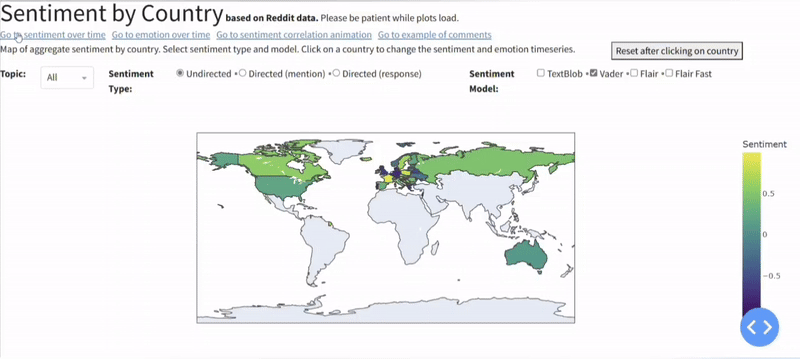 Sentiment by Country based on Reddit data. Please be patient while plots load.
Go to sentiment over time Go to emotion over time Go to sentiment correlation animation Go to example of comments
Map of aggregate sentiment by country. Select sentiment type and model. Click on a country to change the sentiment and emotion timeseries.
Reset after clicking on country
Topic: All Sentiment Type: Undirected Directed (mention) Directed (response) Sentiment Model: TextBlob Vader Flair Flair Fast
Sentiment
0.5
0
−0.5